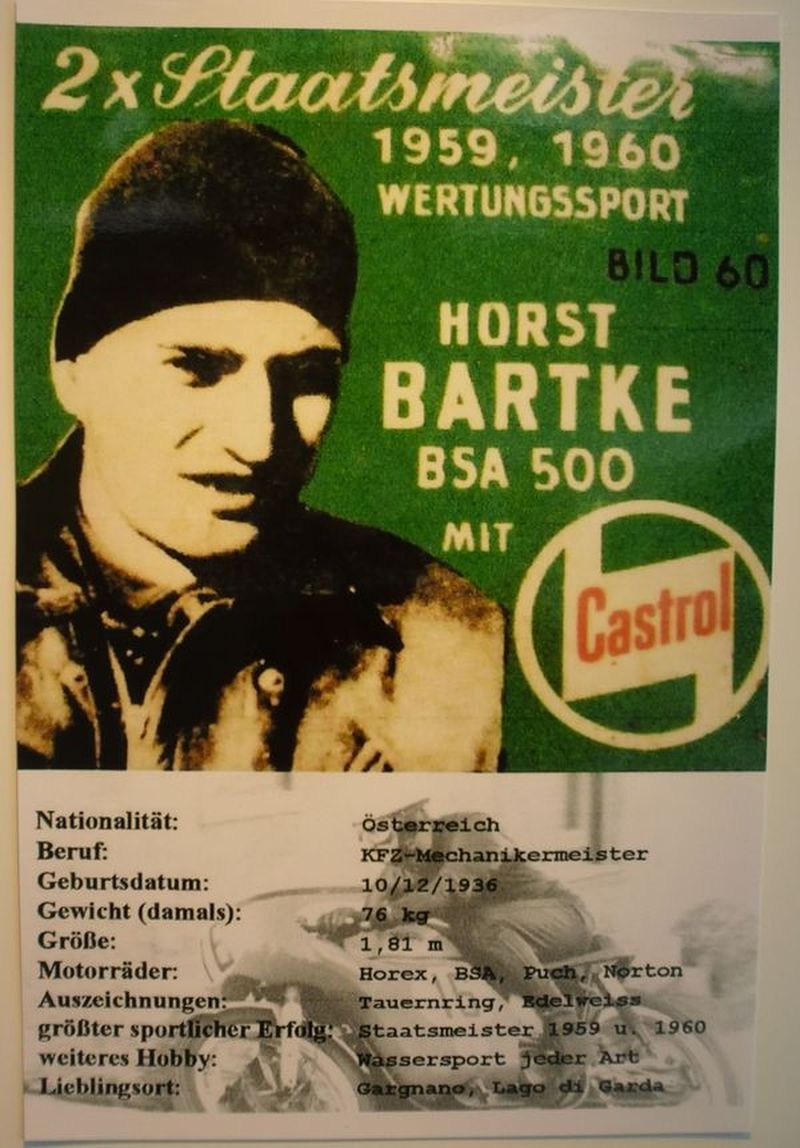 2 x Staatsmeister
1959, 1960
WERTUNGSSPORT
BILD 60
HORST
BARTKE
BSA 500
MIT
Castrol
Nationalität: Österreich
Beruf: KFZ-Mechanikermeister
Geburtsdatum: 10/12/1936
Gewicht (damals): 76 kg
Größe: 1,81 m
Motorräder: Horex, BSA, Puch, Norton
Auszeichnungen: Tauernring, Edelweiss
größter sportlicher Erfolg: Staatsmeister 1959 u. 1960
weiteres Hobby: Wassersport jeder Art
Lieblingsort: Gargnano, Lago di Garda